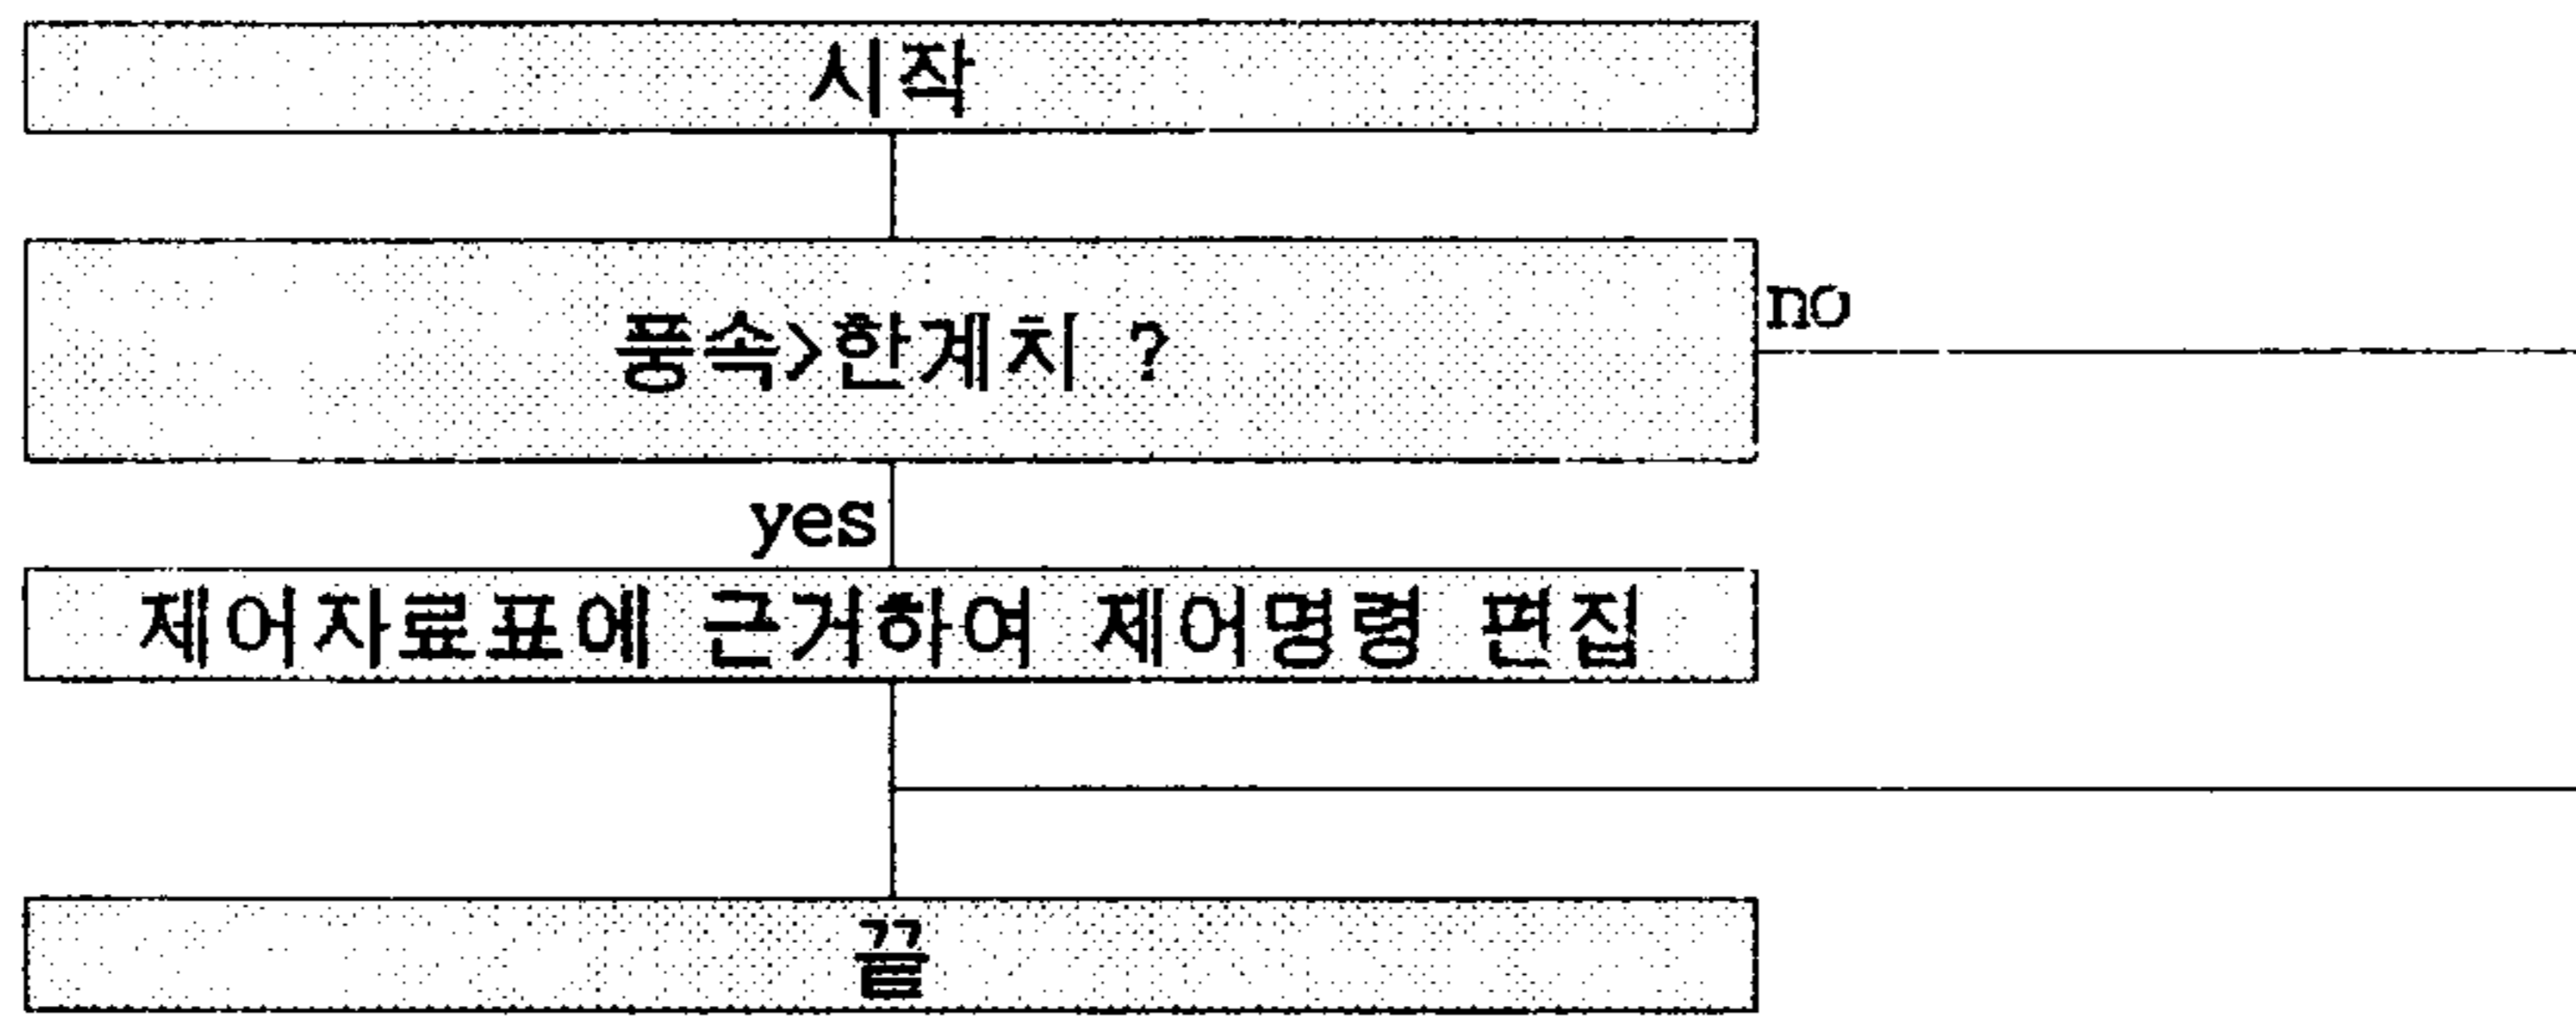 시작
풍속>한계치 ?
no
yes
제어자료표에 근거하여 제어명령 편집
끝